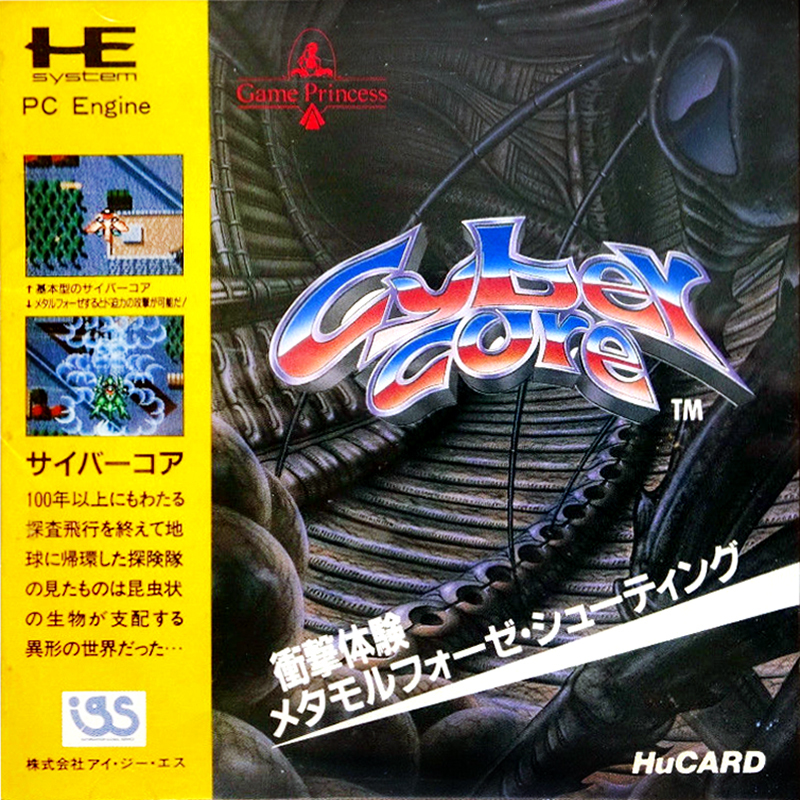 HE
system
PC Engine
↑基本型のサイバーコア
↓メタルフォーゼするとド迫力の攻撃が可能だ!
サイバーコア
100年以上にもわたる
探査飛行を終えて地
球に帰環した探険隊
の見たものは昆虫状
の生物が支配する
異形の世界だった…
igs
株式会社アイ・ジー・エス
Game Princess
Cyber
core
TM
衝撃体験
メタモルフォーゼ・シューティング
HuCARD